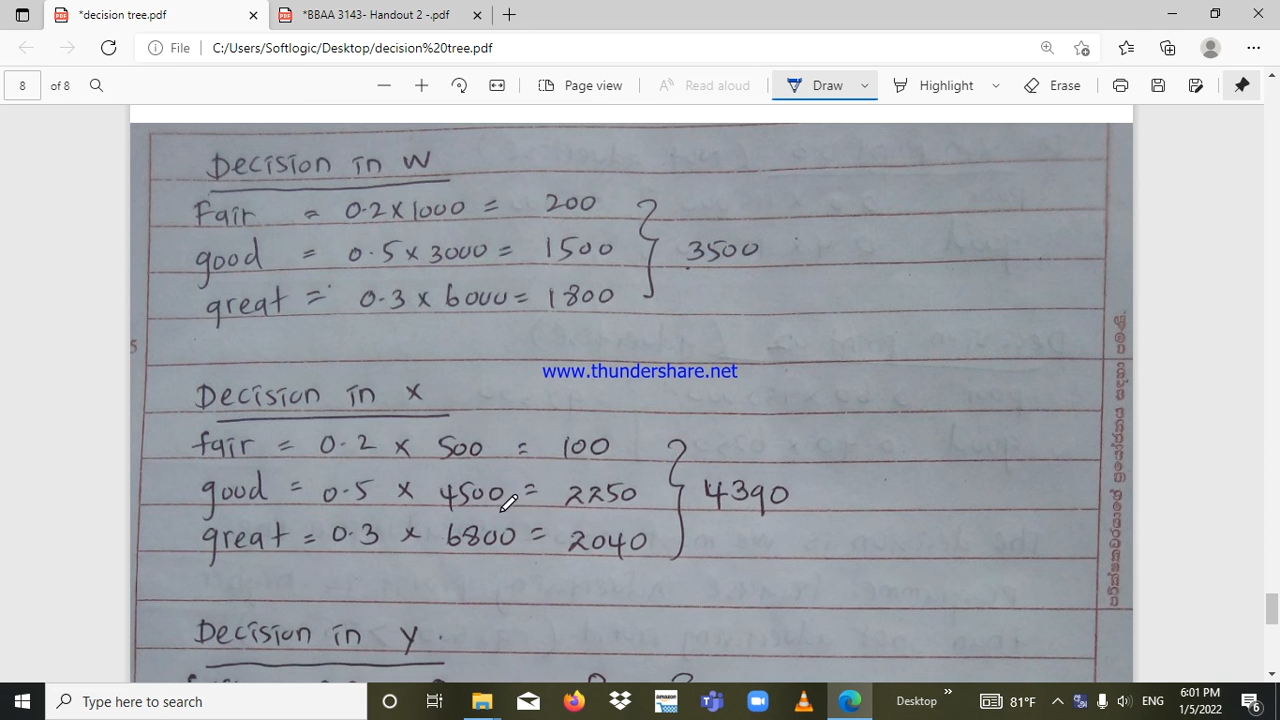 *decision tree.pdf
*BBAA 3143- Handout 2 -.pdf
File C:/Users/Softlogic/Desktop/decision%20tree.pdf
8 of 8 Page view Read aloud Draw Highlight Erase
Decision in W
Fair = 0.2 x 1000 = 200
good = 0.5 x 3000 = 1500 3500
great = 0.3 x 6000 = 1800
www.thundershare.net
Decision in x
fair = 0.2 x 500 = 100
good = 0.5 x 4500 = 2250 4390
great = 0.3 x 6800 = 2040
Decision in y.
Type here to search
amazon
Desktop
81°F
ENG
6:01 PM
1/5/2022
6